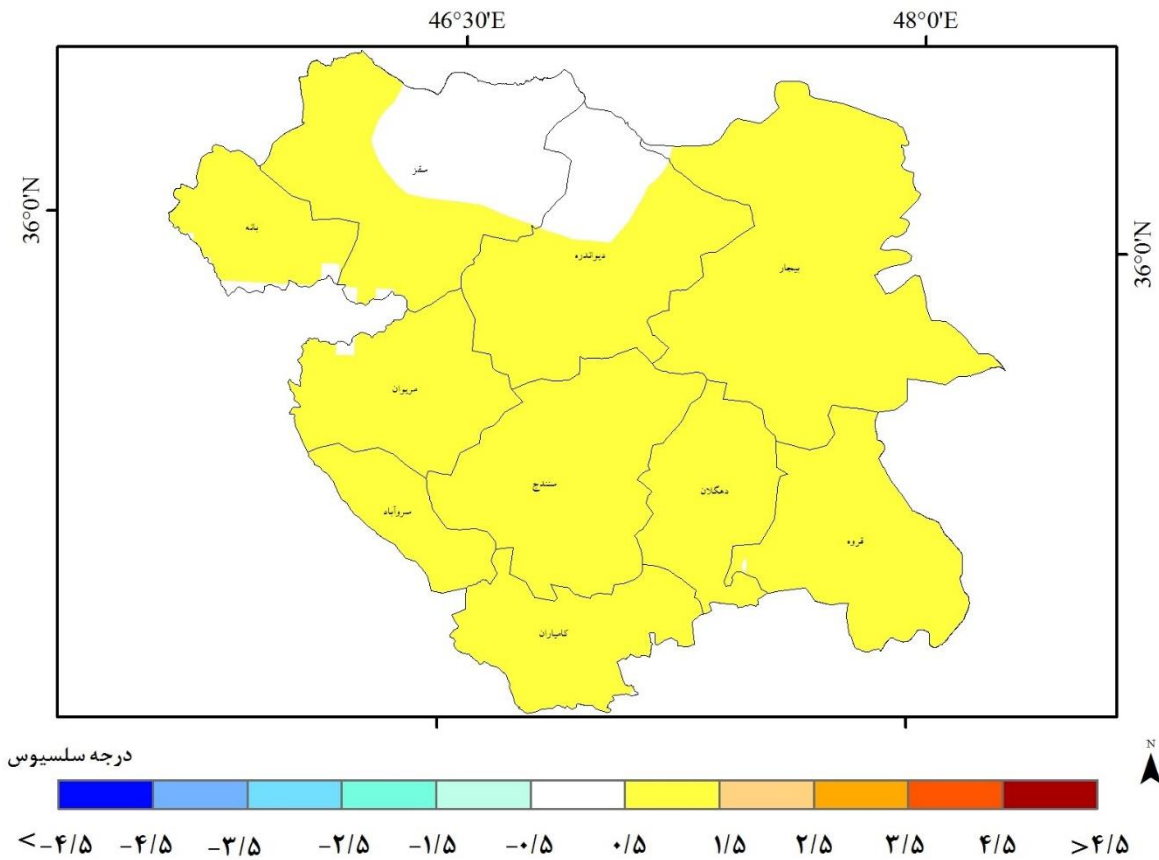 46°30'E 48°0'E
36°0'N
36°0'N
سقز
بانه
دیواندره
بیجار
مریوان
سنندج
دهگلان
سروآباد
قروه
کامیاران
درجه سلسیوس
N
<-۴/۵ -۴/۵ -۳/۵ -۲/۵ -۱/۵ -۰/۵ ۰/۵ ۱/۵ ۲/۵ ۳/۵ ۴/۵ >۴/۵